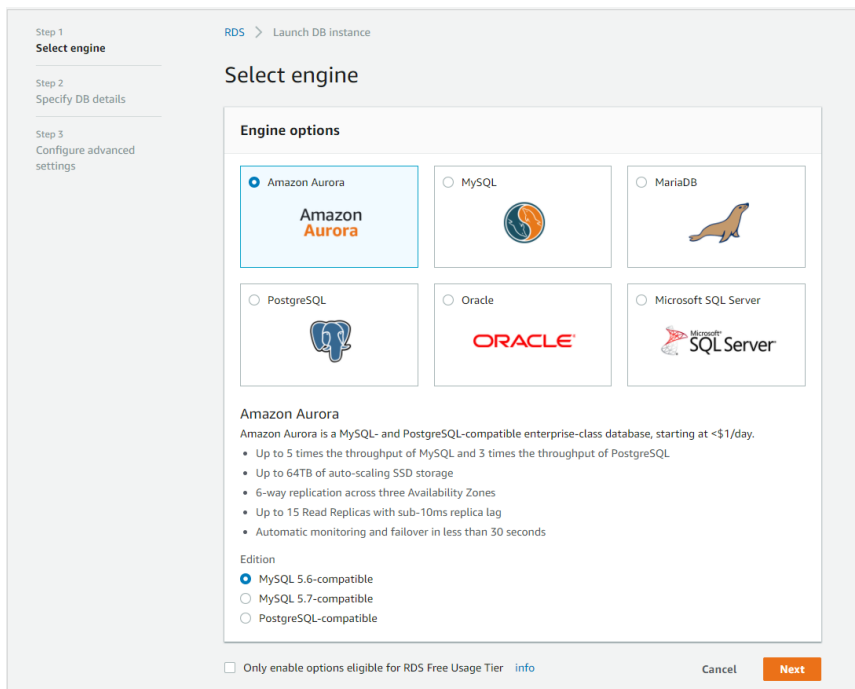 Step 1
Select engine
Step 2
Specify DB details
Step 3
Configure advanced
settings
RDS > Launch DB instance
Select engine
Engine options
Amazon Aurora
Amazon
Aurora
MySQL
MariaDB
PostgreSQL
Oracle
ORACLE
Microsoft SQL Server
Microsoft
SQL Server
Amazon Aurora
Amazon Aurora is a MySQL- and PostgreSQL-compatible enterprise-class database, starting at <$1/day.
• Up to 5 times the throughput of MySQL and 3 times the throughput of PostgreSQL
• Up to 64TB of auto-scaling SSD storage
• 6-way replication across three Availability Zones
• Up to 15 Read Replicas with sub-10ms replica lag
• Automatic monitoring and failover in less than 30 seconds
Edition
MySQL 5.6-compatible
MySQL 5.7-compatible
PostgreSQL-compatible
Only enable options eligible for RDS Free Usage Tier info
Cancel
Next